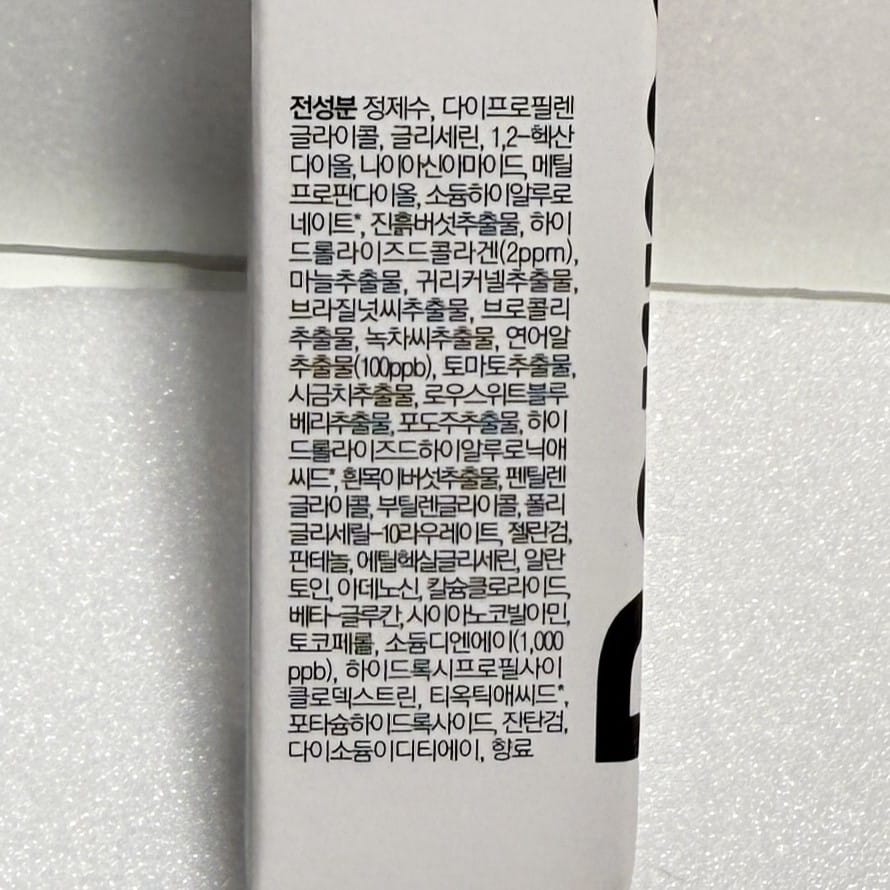 전성분 정제수, 다이프로필렌
글라이콜, 글리세린, 1,2-헥산
다이올, 나이아신아마이드, 메틸
프로판다이올, 소듐하이알루로
네이트*, 진흙버섯추출물, 하이
드롤라이즈드콜라겐(2ppm),
마늘추출물, 귀리커넬추출물,
브라질넛씨추출물, 브로콜리
추출물, 녹차씨추출물, 연어알
추출물(100ppb), 토마토추출물,
시금치추출물, 로우스위트블루
베리추출물, 포도주추출물, 하이
드롤라이즈드하이알루로닉애
씨드*, 흰목이버섯추출물, 펜틸렌
글라이콜, 부틸렌글라이콜, 폴리
글리세릴-10라우레이트, 젤란검,
판테놀, 에틸헥실글리세린, 알란
토인, 아데노신, 칼슘클로라이드,
베타-글루칸, 사이아노코발아민,
토코페롤, 소듐디엔에이(1,000
ppb), 하이드록시프로필사이
클로덱스트린, 티옥틱애씨드*,
포타슘하이드록사이드, 잔탄검,
다이소듐이디티에이, 향료